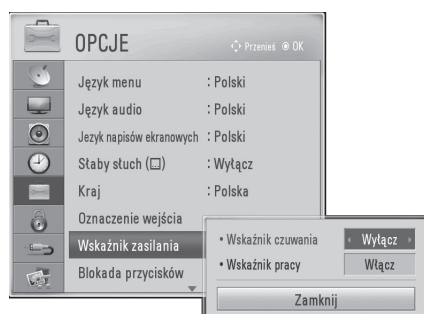 OPCJE
Przenieś OK
Język menu : Polski
Język audio : Polski
Jezyk napisów ekranowych : Polski
Słaby słuch ( ) : Wyłącz
Kraj : Polska
Oznaczenie wejścia
Wskaźnik zasilania
Blokada przycisków
• Wskaźnik czuwania Wyłącz
• Wskaźnik pracy Włącz
Zamknij